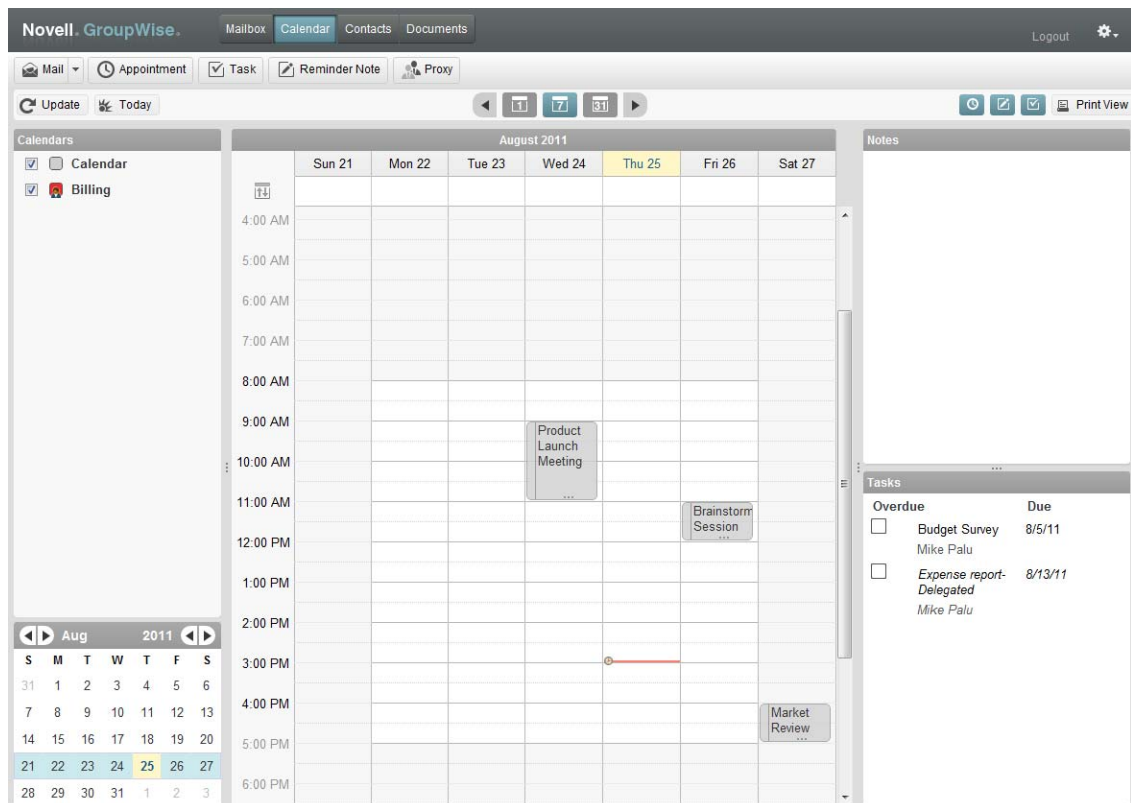 Novell. GroupWise.
Mailbox Calendar Contacts Documents
Logout
Mail Appointment Task Reminder Note Proxy
Update Today
1 7 31
Print View
Calendars
Calendar
Billing
August 2011
Sun 21 Mon 22 Tue 23 Wed 24 Thu 25 Fri 26 Sat 27
4:00 AM
5:00 AM
6:00 AM
7:00 AM
8:00 AM
9:00 AM
10:00 AM
11:00 AM
12:00 PM
1:00 PM
2:00 PM
3:00 PM
4:00 PM
5:00 PM
6:00 PM
Product
Launch
Meeting
...
Brainstorm
Session
...
Market
Review
...
Notes
Tasks
Overdue Due
Budget Survey 8/5/11
Mike Palu
Expense report- 8/13/11
Delegated
Mike Palu
Aug 2011
S M T W T F S
31 1 2 3 4 5 6
7 8 9 10 11 12 13
14 15 16 17 18 19 20
21 22 23 24 25 26 27
28 29 30 31 1 2 3